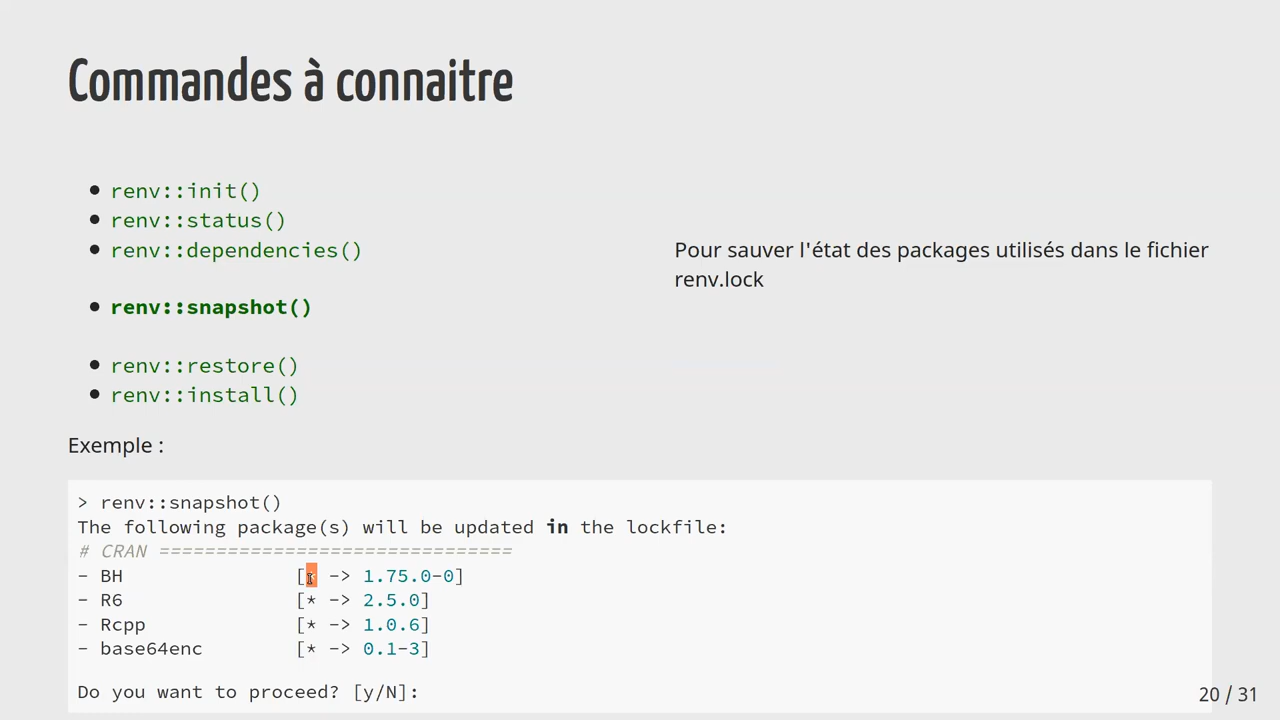 Commandes à connaitre
renv::init()
renv::status()
renv::dependencies()
renv::snapshot()
renv::restore()
renv::install()
Pour sauver l'état des packages utilisés dans le fichier
renv.lock
Exemple :
> renv::snapshot()
The following package(s) will be updated in the lockfile:
# CRAN ===============================
- BH [* -> 1.75.0-0]
- R6 [* -> 2.5.0]
- Rcpp [* -> 1.0.6]
- base64enc [* -> 0.1-3]
Do you want to proceed? [y/N]:
20 / 31